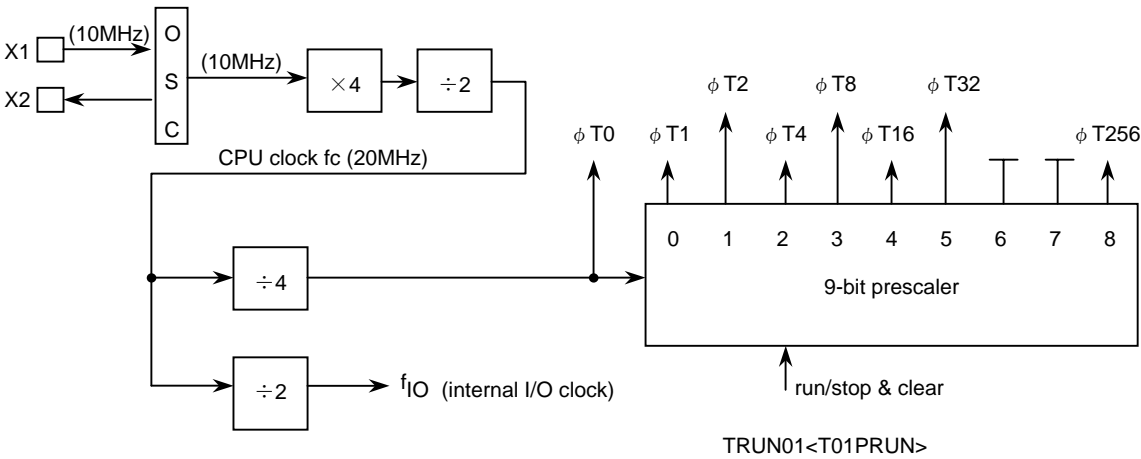 X1
(10MHz)
X2
O
S
C
(10MHz)
×4
÷2
CPU clock fc (20MHz)
÷4
÷2
fIO (internal I/O clock)
φT0
φT1
φT2
φT4
φT8
φT16
φT32
φT256
0 1 2 3 4 5 6 7 8
9-bit prescaler
run/stop & clear
TRUN01<T01PRUN>